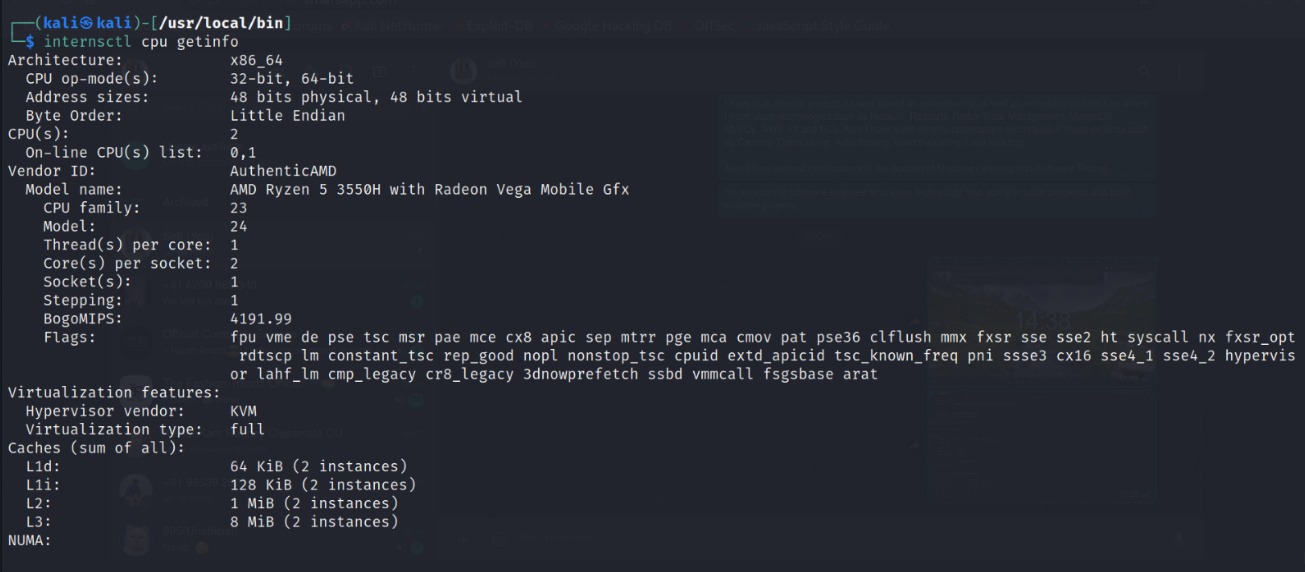 ┌──(kali㉿kali)-[/usr/local/bin]
└─$ internsctl cpu getinfo
Architecture: x86_64
CPU op-mode(s): 32-bit, 64-bit
Address sizes: 48 bits physical, 48 bits virtual
Byte Order: Little Endian
CPU(s): 2
On-line CPU(s) list: 0,1
Vendor ID: AuthenticAMD
Model name: AMD Ryzen 5 3550H with Radeon Vega Mobile Gfx
CPU family: 23
Model: 24
Thread(s) per core: 1
Core(s) per socket: 2
Socket(s): 1
Stepping: 1
BogoMIPS: 4191.99
Flags: fpu vme de pse tsc msr pae mce cx8 apic sep mtrr pge mca cmov pat pse36 clflush mmx fxsr sse sse2 ht syscall nx fxsr_opt
rdtscp lm constant_tsc rep_good nopl nonstop_tsc cpuid extd_apicid tsc_known_freq pni ssse3 cx16 sse4_1 sse4_2 hypervis
or lahf_lm cmp_legacy cr8_legacy 3dnowprefetch ssbd vmmcall fsgsbase arat
Virtualization features:
Hypervisor vendor: KVM
Virtualization type: full
Caches (sum of all):
L1d: 64 KiB (2 instances)
L1i: 128 KiB (2 instances)
L2: 1 MiB (2 instances)
L3: 8 MiB (2 instances)
NUMA: